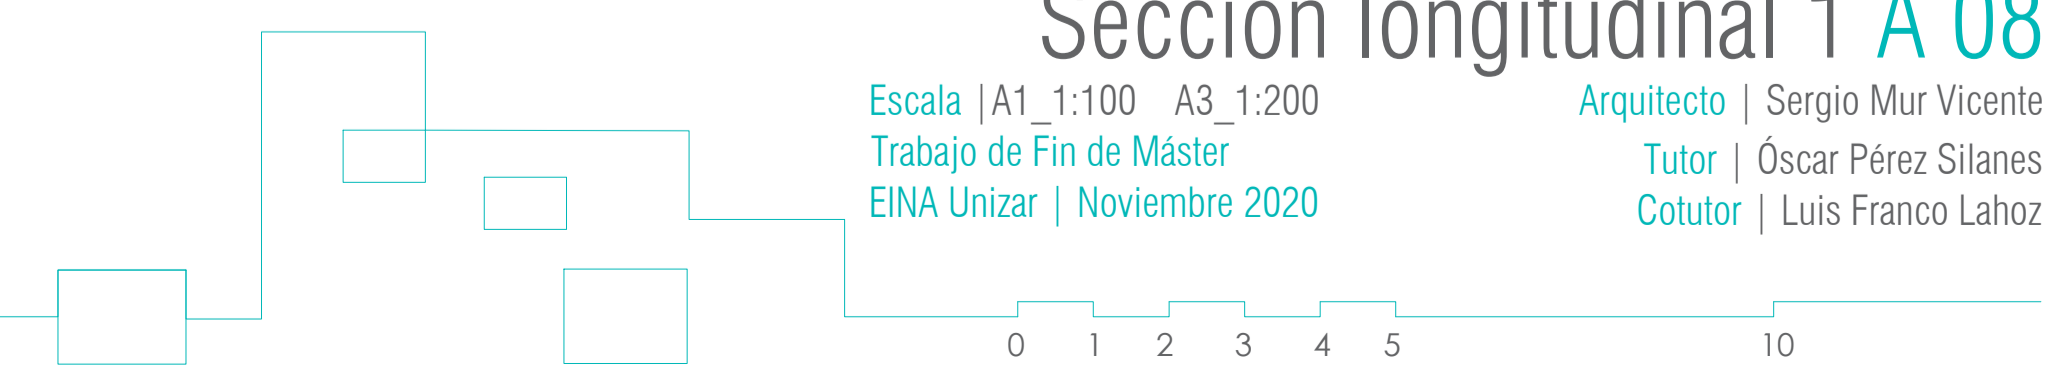 Sección longitudinal 1 A 08
Escala | A1_1:100 A3_1:200
Arquitecto | Sergio Mur Vicente
Trabajo de Fin de Máster
Tutor | Óscar Pérez Silanes
EINA Unizar | Noviembre 2020
Cotutor | Luis Franco Lahoz
0 1 2 3 4 5 10